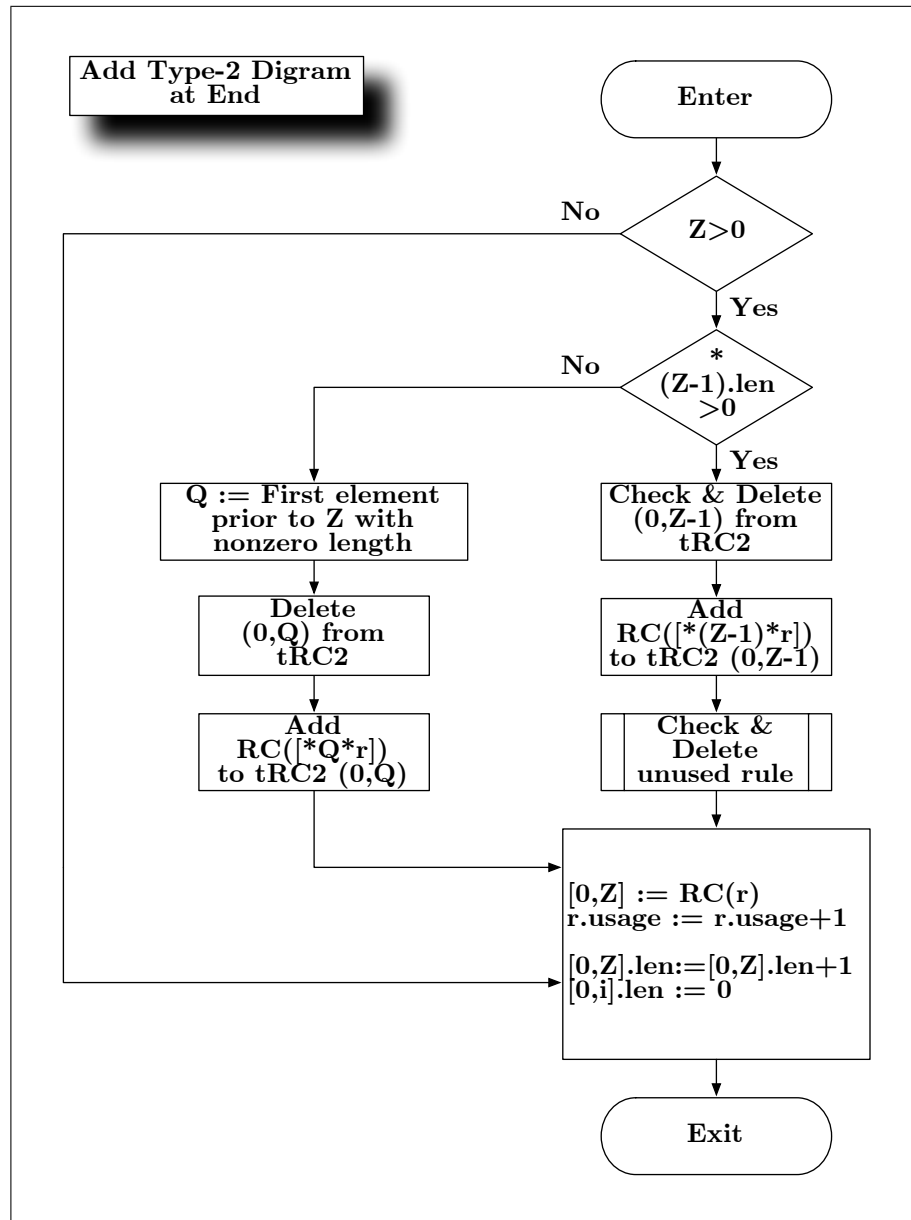 Add Type-2 Digram
at End
Enter
Z>0
No
Yes
*
(Z-1).len
>0
No
Yes
Q := First element
prior to Z with
nonzero length
Check & Delete
(0,Z-1) from
tRC2
Delete
(0,Q) from
tRC2
Add
RC([*(Z-1)*r])
to tRC2 (0,Z-1)
Add
RC([*Q*r])
to tRC2 (0,Q)
Check &
Delete
unused rule
[0,Z] := RC(r)
r.usage := r.usage+1
[0,Z].len:=[0,Z].len+1
[0,i].len := 0
Exit